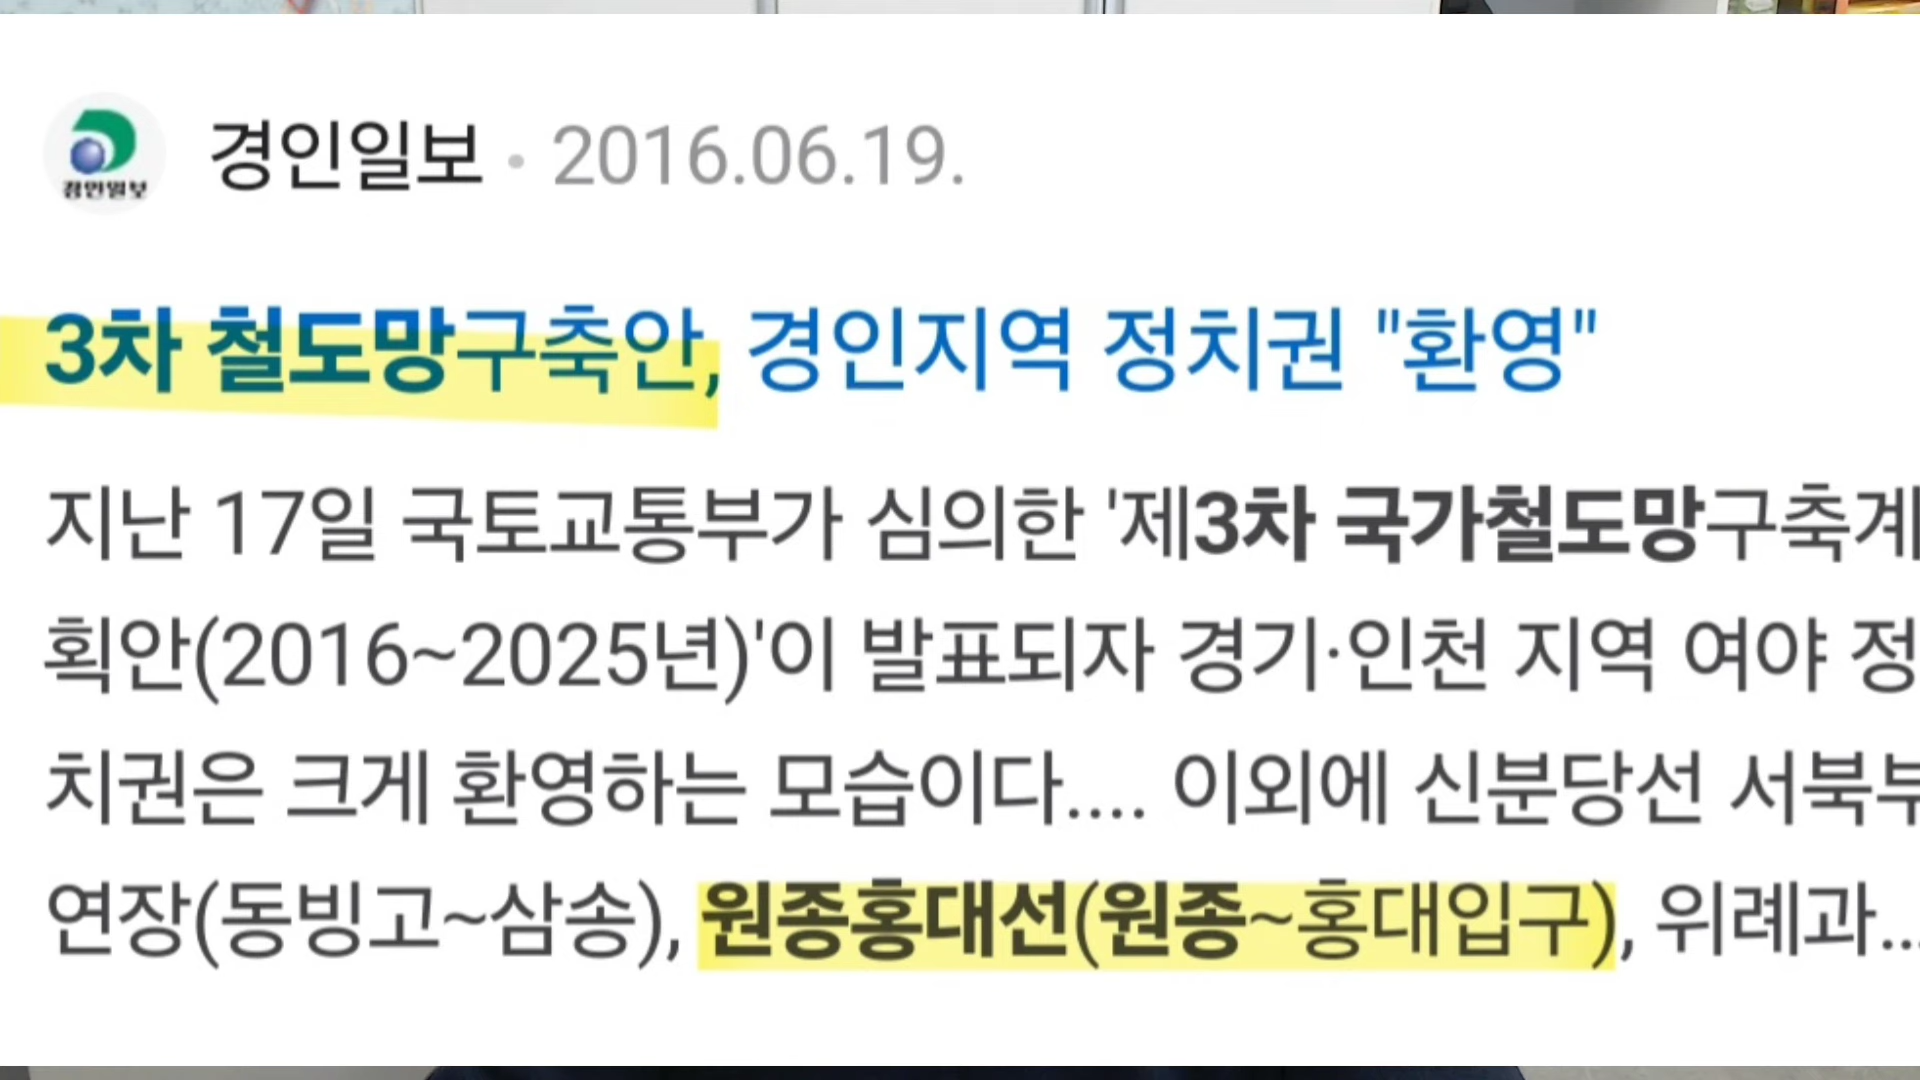 경인일보
경인일보 · 2016.06.19.
3차 철도망구축안, 경인지역 정치권 "환영"
지난 17일 국토교통부가 심의한 '제3차 국가철도망구축계
획안(2016~2025년)'이 발표되자 경기·인천 지역 여야 정
치권은 크게 환영하는 모습이다.... 이외에 신분당선 서북부
연장(동빙고~삼송), 원종홍대선(원종~홍대입구), 위례과...